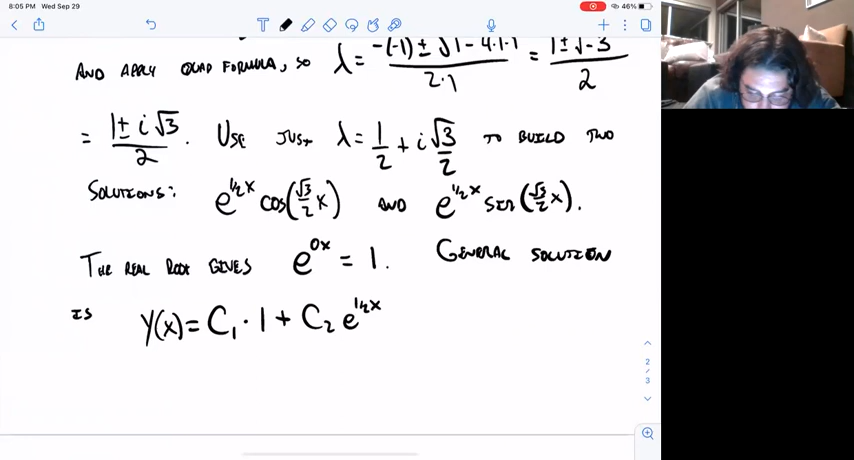 8:05 PM Wed Sep 29
46%
AND APPLY QUAD FORMULA, SO λ = -(-1) ± √1 - 4·1·1 / 2·1 = 1 ± √-3 / 2
= 1 ± i√3 / 2. USE JUST λ = 1/2 + i √3/2 TO BUILD TWO
SOLUTIONS: e^{1/2 x} cos(√3/2 x) AND e^{1/2 x} sin(√3/2 x).
THE REAL ROOT GIVES e^{0x} = 1. GENERAL SOLUTION
IS y(x) = C₁ · 1 + C₂ e^{1/2 x}
2
/
3